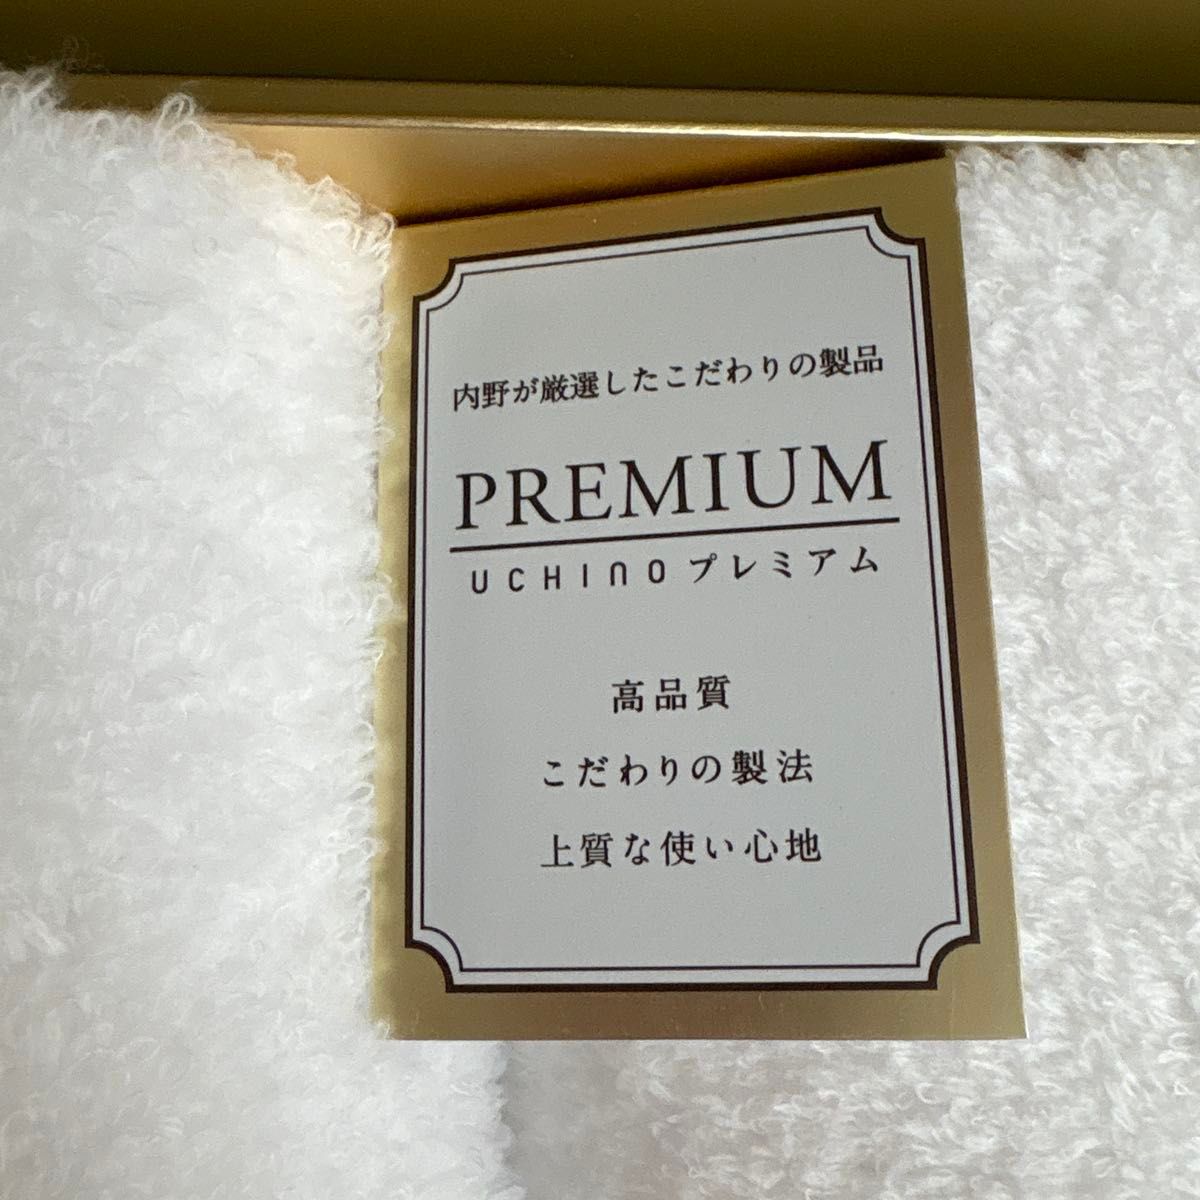 内野が厳選したこだわりの製品
PREMIUM
UCHINO プレミアム
高品質
こだわりの製法
上質な使い心地